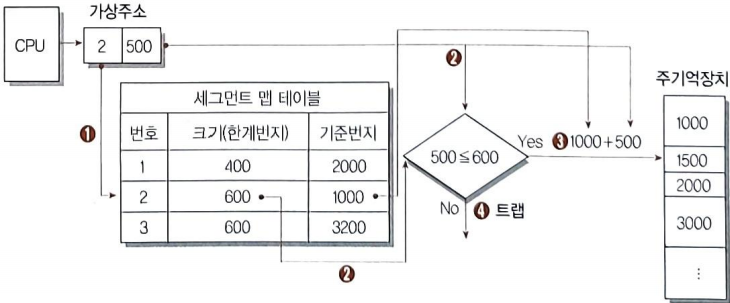 가상주소
CPU
2 500
❷
주기억장치
세그먼트 맵 테이블
❶
번호 크기(한계번지) 기준번지
1 400 2000
2 600 1000
3 600 3200
❷
500≦600
Yes ❸ 1000+500
No ❹ 트랩
1000
1500
2000
3000
⋮